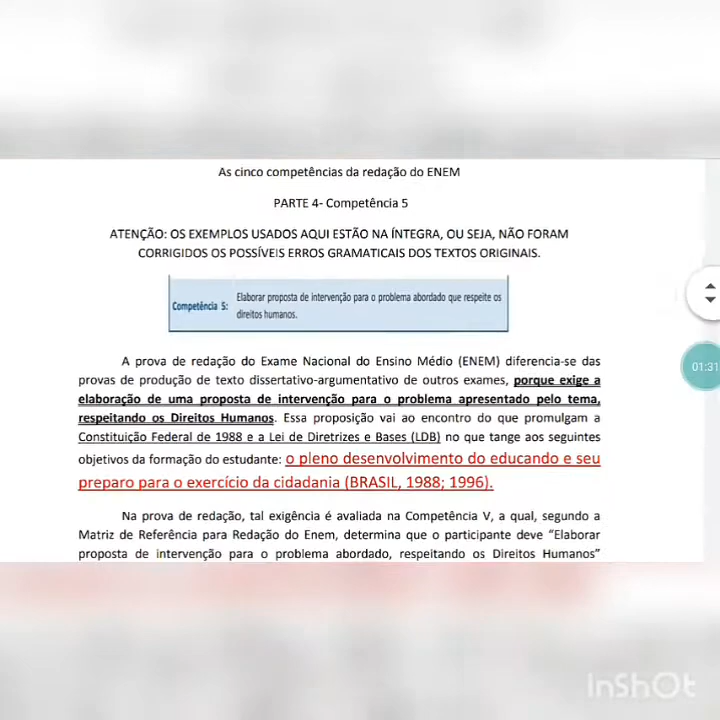 As cinco competências da redação do ENEM
PARTE 4- Competência 5
ATENÇÃO: OS EXEMPLOS USADOS AQUI ESTÃO NA ÍNTEGRA, OU SEJA, NÃO FORAM
CORRIGIDOS OS POSSÍVEIS ERROS GRAMATICAIS DOS TEXTOS ORIGINAIS.
Competência 5: Elaborar proposta de intervenção para o problema abordado que respeite os
direitos humanos.
A prova de redação do Exame Nacional do Ensino Médio (ENEM) diferencia-se das
provas de produção de texto dissertativo-argumentativo de outros exames, porque exige a
elaboração de uma proposta de intervenção para o problema apresentado pelo tema,
respeitando os Direitos Humanos. Essa proposição vai ao encontro do que promulgam a
Constituição Federal de 1988 e a Lei de Diretrizes e Bases (LDB) no que tange aos seguintes
objetivos da formação do estudante: o pleno desenvolvimento do educando e seu
preparo para o exercício da cidadania (BRASIL, 1988; 1996).
Na prova de redação, tal exigência é avaliada na Competência V, a qual, segundo a
Matriz de Referência para Redação do Enem, determina que o participante deve “Elaborar
proposta de intervenção para o problema abordado, respeitando os Direitos Humanos”
01:31
InShOt